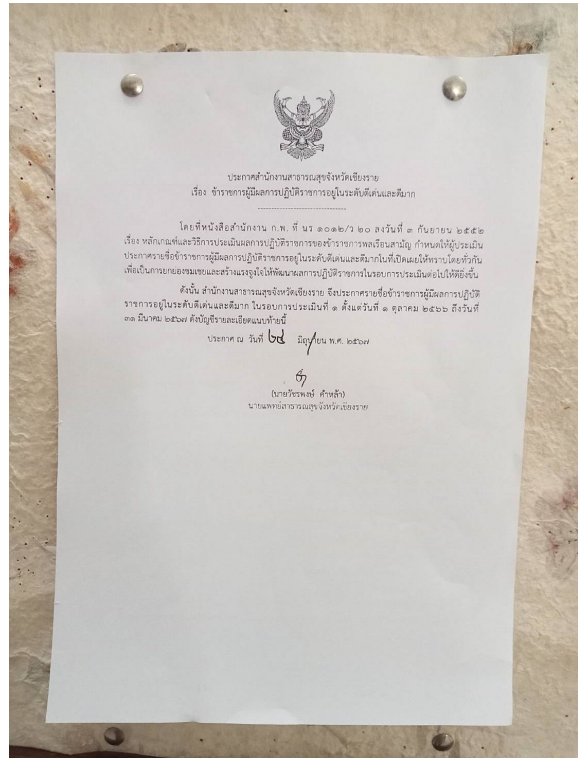 ประกาศสำนักงานสาธารณสุขจังหวัดเชียงราย
เรื่อง ข้าราชการผู้มีผลการปฏิบัติราชการอยู่ในระดับดีเด่นและดีมาก
โดยที่หนังสือสำนักงาน ก.พ. ที่ นร ๑๐๑๒/ว ๒๐ ลงวันที่ ๓ กันยายน ๒๕๕๒
เรื่อง หลักเกณฑ์และวิธีการประเมินผลการปฏิบัติราชการของข้าราชการพลเรือนสามัญ กำหนดให้ผู้ประเมิน
ประกาศรายชื่อข้าราชการผู้มีผลการปฏิบัติราชการอยู่ในระดับดีเด่นและดีมากในที่เปิดเผยให้ทราบโดยทั่วกัน
เพื่อเป็นการยกย่องชมเชยและสร้างแรงจูงใจให้พัฒนาผลการปฏิบัติราชการในรอบการประเมินต่อไปให้ดียิ่งขึ้น
ดังนั้น สำนักงานสาธารณสุขจังหวัดเชียงราย จึงประกาศรายชื่อข้าราชการผู้มีผลการปฏิบัติ
ราชการอยู่ในระดับดีเด่นและดีมาก ในรอบการประเมินที่ ๑ ตั้งแต่วันที่ ๑ ตุลาคม ๒๕๖๖ ถึงวันที่
๓๑ มีนาคม ๒๕๖๗ ดังบัญชีรายละเอียดแนบท้ายนี้
ประกาศ ณ วันที่ ๒๔ มิถุนายน พ.ศ. ๒๕๖๗
(นายวัชรพงษ์ คำหล้า)
นายแพทย์สาธารณสุขจังหวัดเชียงราย